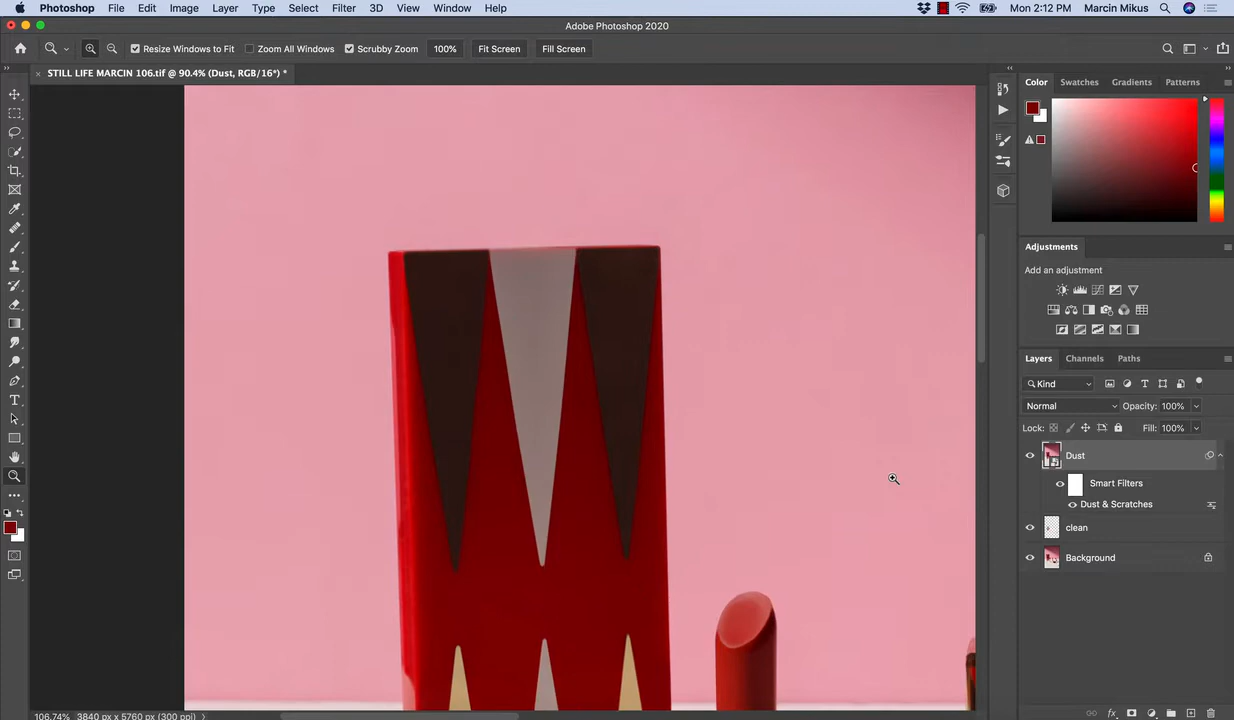 Photoshop File Edit Image Layer Type Select Filter 3D View Window Help Mon 2:12 PM Marcin Mikus
Adobe Photoshop 2020
Resize Windows to Fit Zoom All Windows Scrubby Zoom 100% Fit Screen Fill Screen
STILL LIFE MARCIN 106.tif @ 90.4% (Dust, RGB/16*) *
Color Swatches Gradients Patterns
Adjustments
Add an adjustment
Layers Channels Paths
Kind
Normal Opacity: 100%
Lock: Fill: 100%
Dust
Smart Filters
Dust & Scratches
clean
Background
106.74% 3840 px x 5760 px (300 ppi)